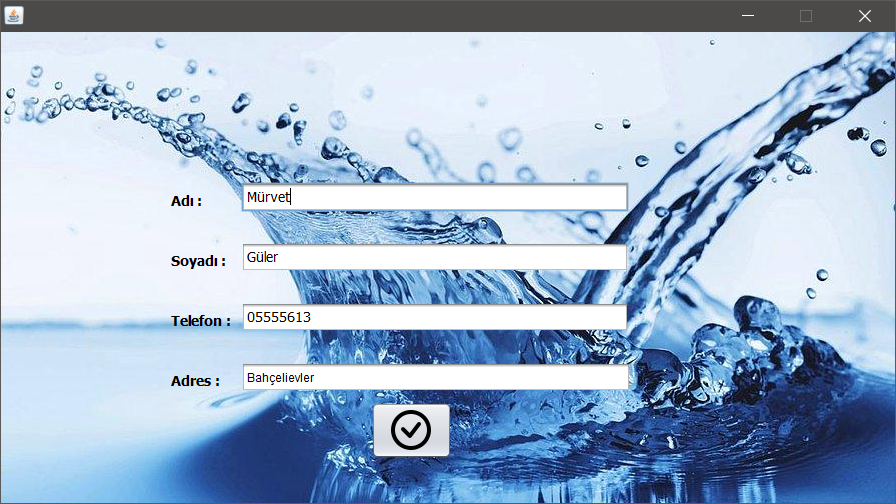 Adı : Mürvet
Soyadı : Güler
Telefon : 05555613
Adres : Bahçelievler